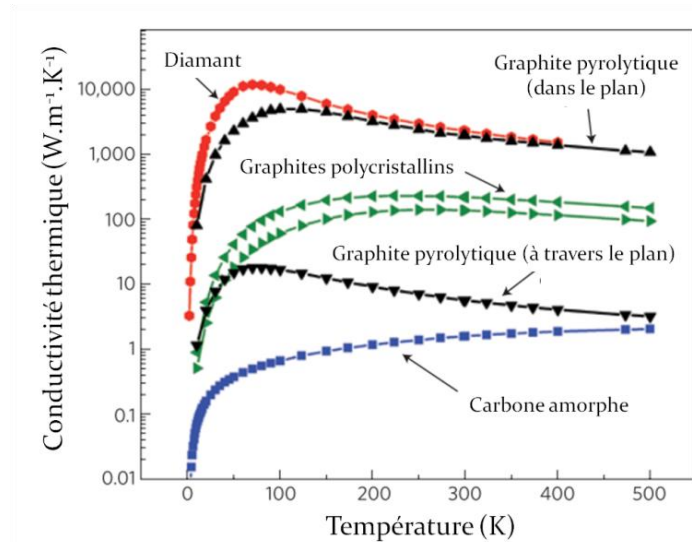 Conductivité thermique (W.m⁻¹.K⁻¹)
10,000
1,000
100
10
1
0.1
0.01
Diamant
Graphite pyrolytique
(dans le plan)
Graphites polycristallins
Graphite pyrolytique (à travers le plan)
Carbone amorphe
0
100
200
300
400
500
Température (K)